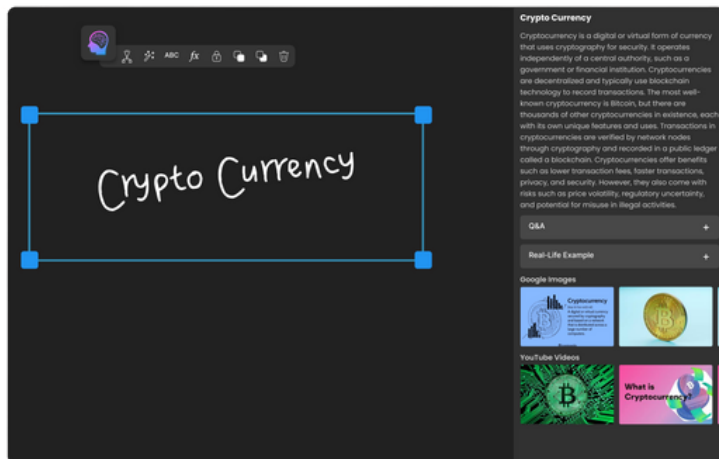 ABC
fx
Crypto Currency
Crypto Currency
Cryptocurrency is a digital or virtual form of currency
that uses cryptography for security. It operates
independently of a central authority, such as a
government or financial institution. Cryptocurrencies
are decentralized and typically use blockchain
technology to record transactions. The most well-
known cryptocurrency is Bitcoin, but there are
thousands of other cryptocurrencies in existence, each
with its own unique features and uses. Transactions in
cryptocurrencies are verified by network nodes
through cryptography and recorded in a public ledger
called a blockchain. Cryptocurrencies offer benefits
such as lower transaction fees, faster transactions,
privacy, and security. However, they also come with
risks such as price volatility, regulatory uncertainty,
and potential for misuse in illegal activities.
Q&A +
Real-Life Example +
Google Images
Cryptocurrency
YouTube Videos
What is
Cryptocurrency?